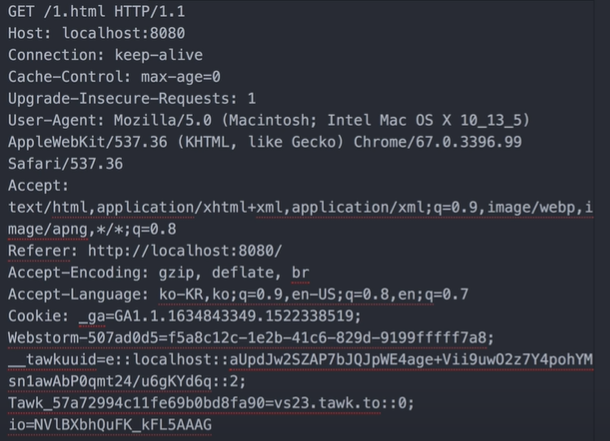 GET /1.html HTTP/1.1
Host: localhost:8080
Connection: keep-alive
Cache-Control: max-age=0
Upgrade-Insecure-Requests: 1
User-Agent: Mozilla/5.0 (Macintosh; Intel Mac OS X 10_13_5)
AppleWebKit/537.36 (KHTML, like Gecko) Chrome/67.0.3396.99
Safari/537.36
Accept:
text/html,application/xhtml+xml,application/xml;q=0.9,image/webp,i
mage/apng,*/*;q=0.8
Referer: http://localhost:8080/
Accept-Encoding: gzip, deflate, br
Accept-Language: ko-KR,ko;q=0.9,en-US;q=0.8,en;q=0.7
Cookie: _ga=GA1.1.1634843349.1522338519;
Webstorm-507ad0d5=f5a8c12c-1e2b-41c6-829d-9199fffff7a8;
__tawkuuid=e::localhost::aUpdJw2SZAP7bJQJpWE4age+Vii9uwO2z7Y4pohYM
sn1awAbP0qmt24/u6gKYd6q::2;
Tawk_57a72994c11fe69b0bd8fa90=vs23.tawk.to::0;
io=NVlBXbhQuFK_kFL5AAAG